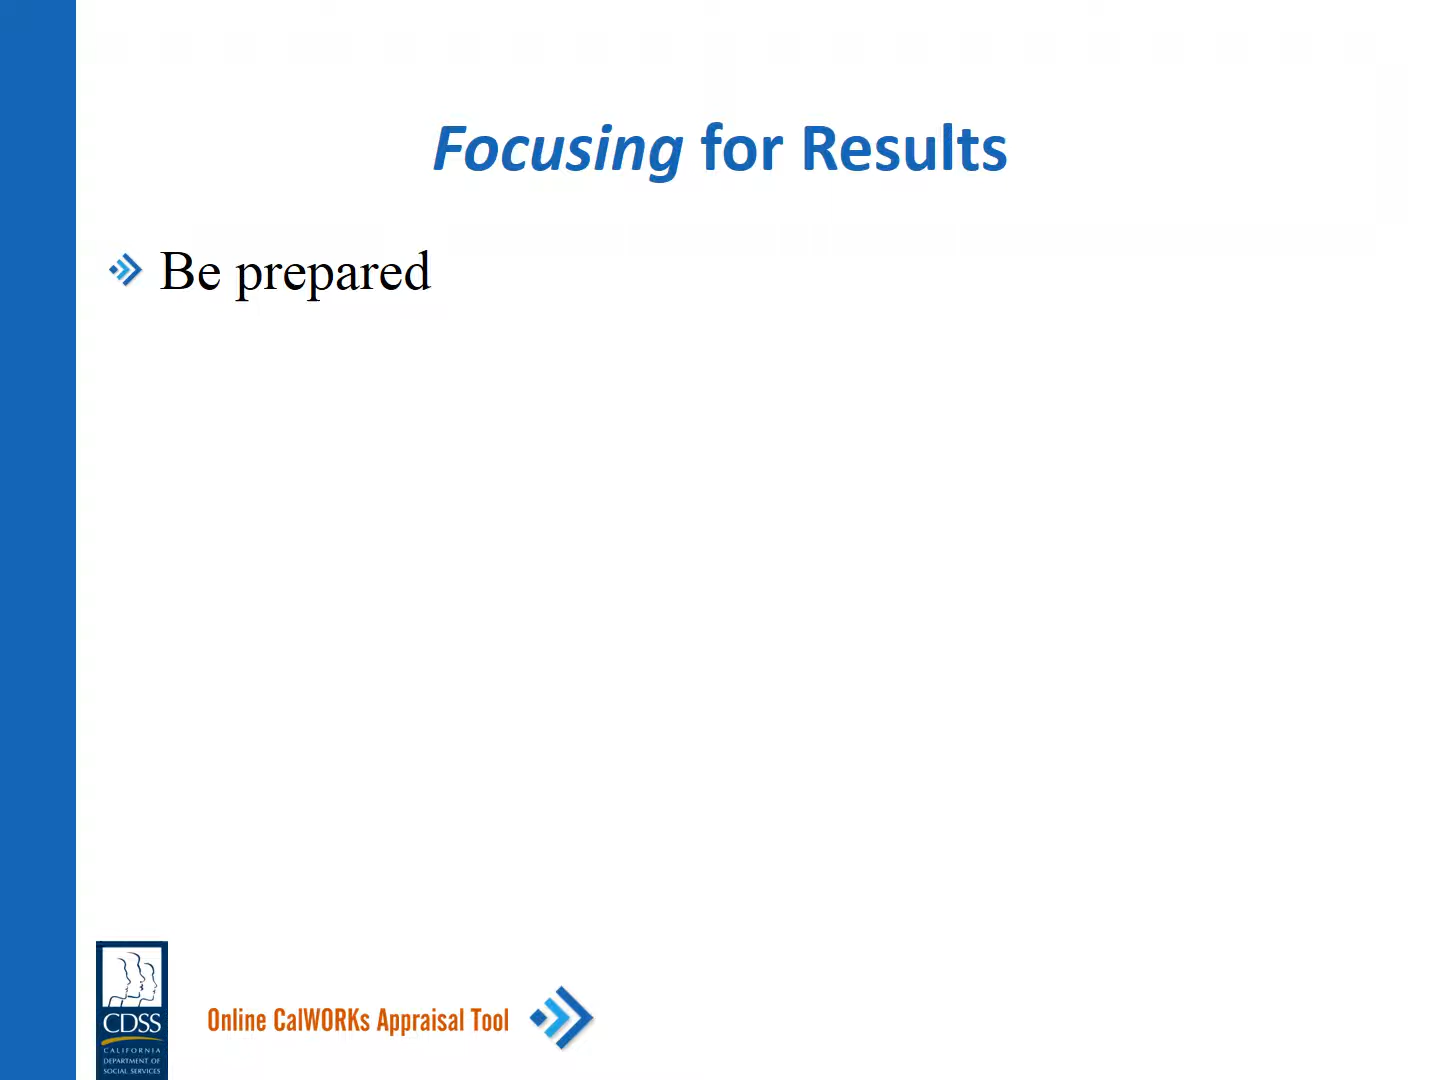 Focusing for Results
Be prepared
CDSS
CALIFORNIA
DEPARTMENT OF
SOCIAL SERVICES
Online CalWORKs Appraisal Tool